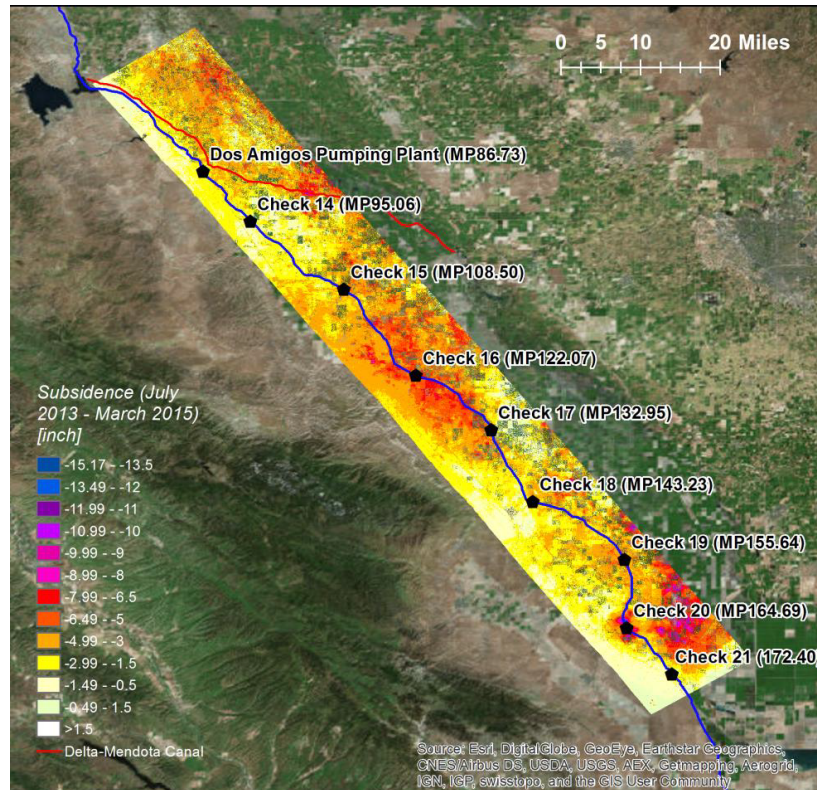 0 5 10 20 Miles
Dos Amigos Pumping Plant (MP86.73)
Check 14 (MP95.06)
Check 15 (MP108.50)
Check 16 (MP122.07)
Check 17 (MP132.95)
Check 18 (MP143.23)
Check 19 (MP155.64)
Check 20 (MP164.69)
Check 21 (172.40)
Subsidence (July
2013 - March 2015)
[inch]
-15.17 - -13.5
-13.49 - -12
-11.99 - -11
-10.99 - -10
-9.99 - -9
-8.99 - -8
-7.99 - -6.5
-6.49 - -5
-4.99 - -3
-2.99 - -1.5
-1.49 - -0.5
-0.49 - 1.5
>1.5
Delta-Mendota Canal
Source: Esri, DigitalGlobe, GeoEye, Earthstar Geographics,
CNES/Airbus DS, USDA, USGS, AEX, Getmapping, Aerogrid,
IGN, IGP, swisstopo, and the GIS User Community